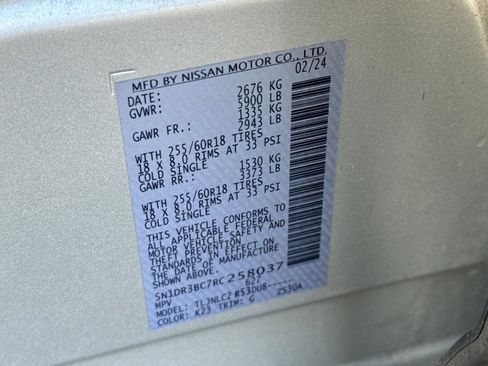 MFD BY NISSAN MOTOR CO., LTD.
DATE: 02/24
GVWR: 2676 KG
5900 LB
GAWR FR.: 1335 KG
2943 LB
WITH 255/60R18 TIRES
18 X 8.0 RIMS AT 33 PSI
COLD SINGLE
GAWR RR.: 1530 KG
3373 LB
WITH 255/60R18 TIRES
18 X 8.0 RIMS AT 33 PSI
COLD SINGLE
THIS VEHICLE CONFORMS TO
ALL APPLICABLE FEDERAL
MOTOR VEHICLE SAFETY AND
THEFT PREVENTION
STANDARDS IN EFFECT ON
THE DATE OF MANUFACTURE
SHOWN ABOVE.
5N1DR3BC7RC258037
MPV 627
MODEL: TLJNLC2 R53DU8---- ZS30A
COLOR: K23 TRIM: G